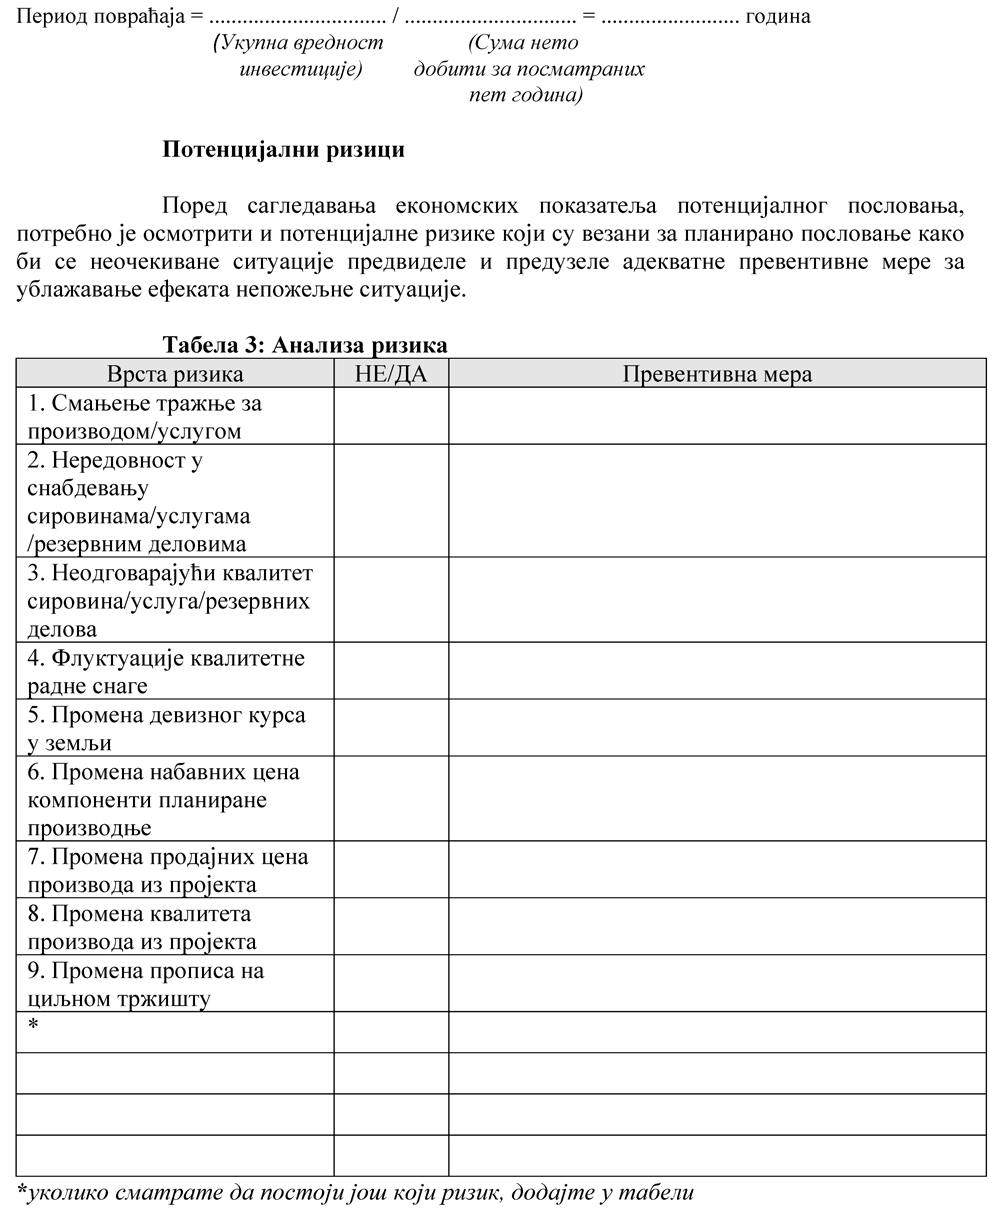 Период повраћаја = ............................... / .............................. = ........................ година
(Укупна вредност (Сума нето
инвестиције) добити за посматраних
пет година)
Потенцијални ризици
Поред сагледавања економских показатеља потенцијалног пословања,
потребно је осмотрити и потенцијалне ризике који су везани за планирано пословање како
би се неочекиване ситуације предвиделе и предузеле адекватне превентивне мере за
ублажавање ефеката непожељне ситуације.
Табела 3: Анализа ризика
Врста ризика НЕ/ДА Превентивна мера
1. Смањење тражње за
производом/услугом
2. Нередовност у
снабдевању
сировинама/услугама
/резервним деловима
3. Неодговарајући квалитет
сировина/услуга/резервних
делова
4. Флуктуације квалитетне
радне снаге
5. Промена девизног курса
у земљи
6. Промена набавних цена
компоненти планиране
производње
7. Промена продајних цена
производа из пројекта
8. Промена квалитета
производа из пројекта
9. Промена прописа на
циљном тржишту
*
*уколико сматрате да постоји још који ризик, додајте у табели